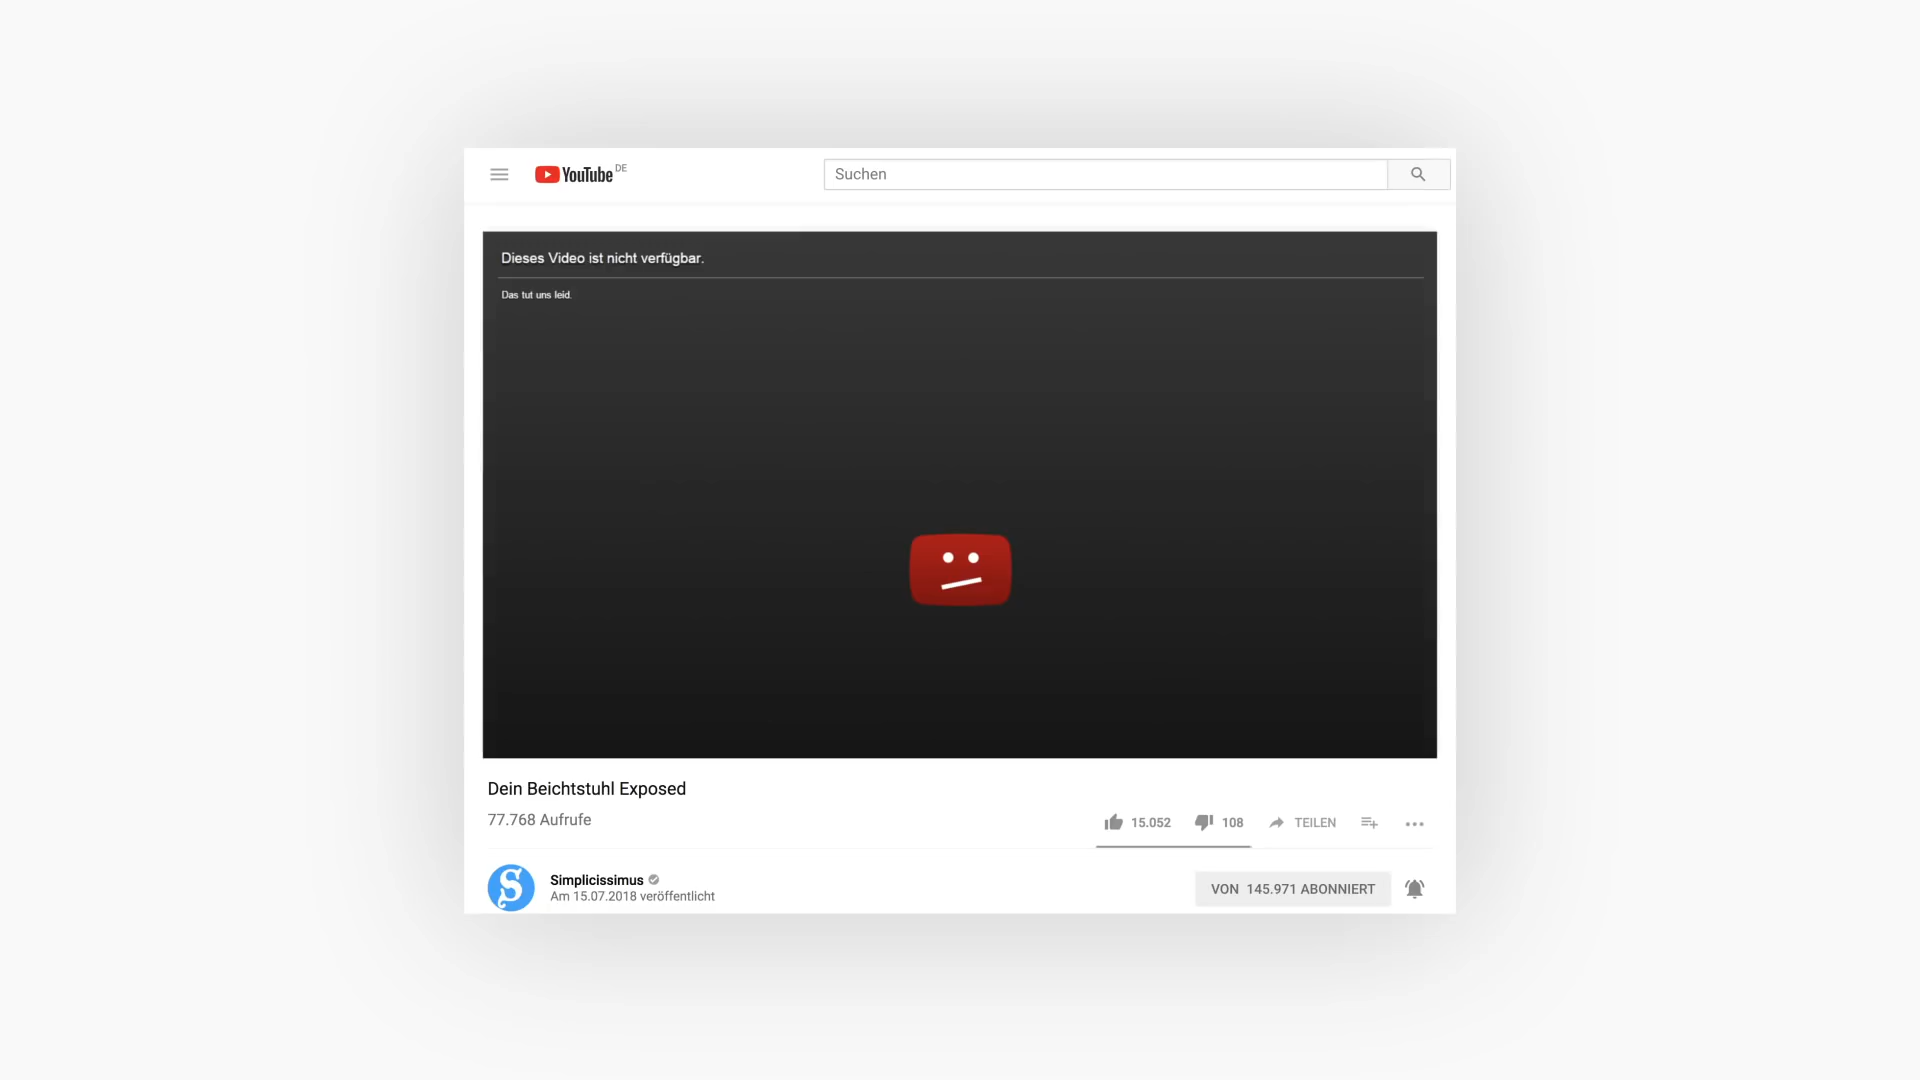 YouTube DE
Suchen
Dieses Video ist nicht verfügbar.
Das tut uns leid.
Dein Beichtstuhl Exposed
77.768 Aufrufe
15.052 108 TEILEN
Simplicissimus
Am 15.07.2018 veröffentlicht
VON 145.971 ABONNIERT